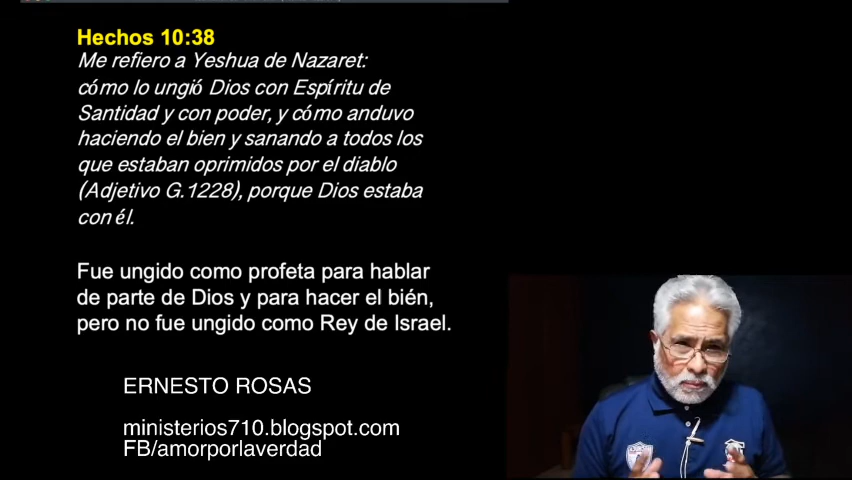 Hechos 10:38
Me refiero a Yeshua de Nazaret:
cómo lo ungió Dios con Espíritu de
Santidad y con poder, y cómo anduvo
haciendo el bien y sanando a todos los
que estaban oprimidos por el diablo
(Adjetivo G.1228), porque Dios estaba
con él.
Fue ungido como profeta para hablar
de parte de Dios y para hacer el bién,
pero no fue ungido como Rey de Israel.
ERNESTO ROSAS
ministerios710.blogspot.com
FB/amorporlaverdad